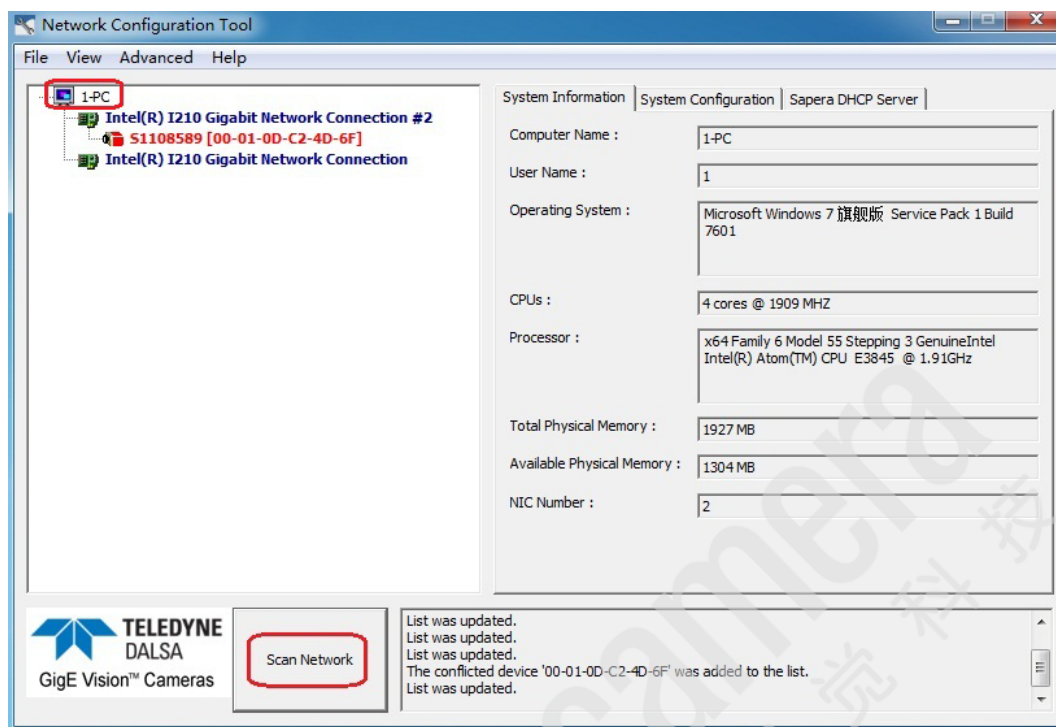 Network Configuration Tool
File View Advanced Help
1-PC
Intel(R) I210 Gigabit Network Connection #2
S1108589 [00-01-0D-C2-4D-6F]
Intel(R) I210 Gigabit Network Connection
System Information System Configuration Sapera DHCP Server
Computer Name : 1-PC
User Name : 1
Operating System : Microsoft Windows 7 旗舰版 Service Pack 1 Build
7601
CPUs : 4 cores @ 1909 MHZ
Processor : x64 Family 6 Model 55 Stepping 3 GenuineIntel
Intel(R) Atom(TM) CPU E3845 @ 1.91GHz
Total Physical Memory : 1927 MB
Available Physical Memory : 1304 MB
NIC Number : 2
TELEDYNE
DALSA
GigE Vision™ Cameras
Scan Network
List was updated.
List was updated.
List was updated.
The conflicted device '00-01-0D-C2-4D-6F' was added to the list.
List was updated.
camera
觉科技